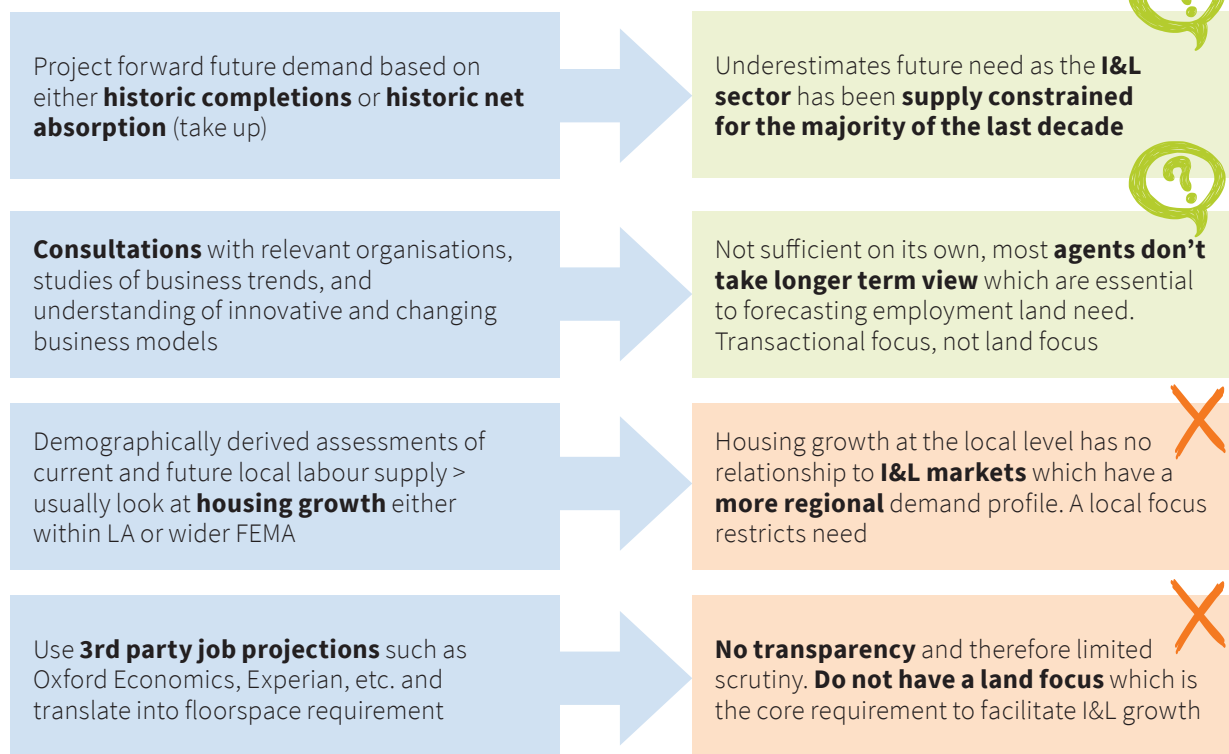 Project forward future demand based on
either historic completions or historic net
absorption (take up)
Underestimates future need as the I&L
sector has been supply constrained
for the majority of the last decade
?
Consultations with relevant organisations,
studies of business trends, and
understanding of innovative and changing
business models
Not sufficient on its own, most agents don’t
take longer term view which are essential
to forecasting employment land need.
Transactional focus, not land focus
?
Demographically derived assessments of
current and future local labour supply >
usually look at housing growth either
within LA or wider FEMA
Housing growth at the local level has no
relationship to I&L markets which have a
more regional demand profile. A local focus
restricts need
Use 3rd party job projections such as
Oxford Economics, Experian, etc. and
translate into floorspace requirement
No transparency and therefore limited
scrutiny. Do not have a land focus which is
the core requirement to facilitate I&L growth